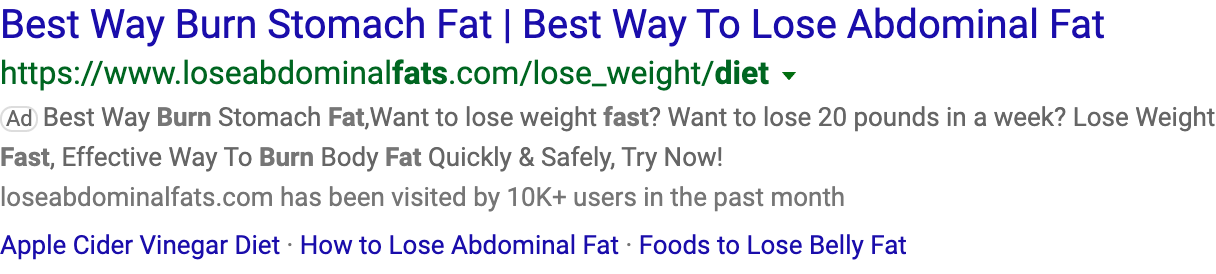 Best Way Burn Stomach Fat | Best Way To Lose Abdominal Fat
https://www.loseabdominalfats.com/lose_weight/diet
Ad Best Way Burn Stomach Fat,Want to lose weight fast? Want to lose 20 pounds in a week? Lose Weight
Fast, Effective Way To Burn Body Fat Quickly & Safely, Try Now!
loseabdominalfats.com has been visited by 10K+ users in the past month
Apple Cider Vinegar Diet · How to Lose Abdominal Fat · Foods to Lose Belly Fat